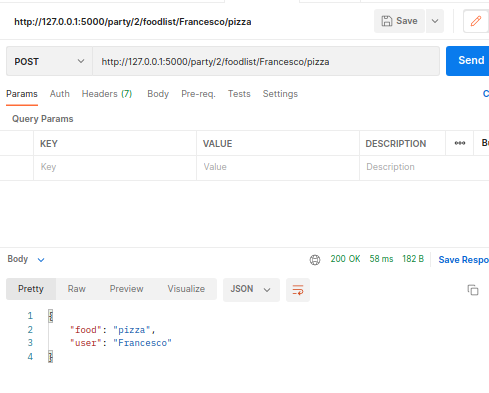 http://127.0.0.1:5000/party/2/foodlist/Francesco/pizza Save
POST http://127.0.0.1:5000/party/2/foodlist/Francesco/pizza Send
Params Auth Headers (7) Body Pre-req. Tests Settings C
Query Params
KEY VALUE DESCRIPTION ••• B
Key Value Description
Body 200 OK 58 ms 182 B Save Respo
Pretty Raw Preview Visualize JSON
1 {
2 "food": "pizza",
3 "user": "Francesco"
4 }